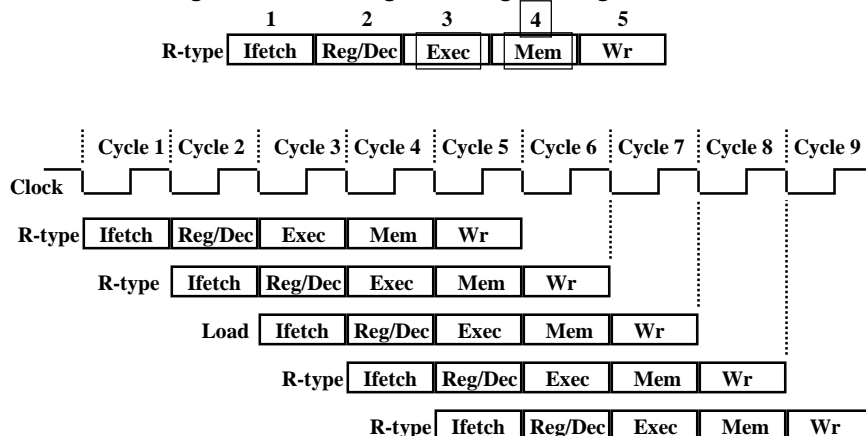 1 2 3 4 5
R-type Ifetch Reg/Dec Exec Mem Wr
Cycle 1 Cycle 2 Cycle 3 Cycle 4 Cycle 5 Cycle 6 Cycle 7 Cycle 8 Cycle 9
Clock
R-type Ifetch Reg/Dec Exec Mem Wr
R-type Ifetch Reg/Dec Exec Mem Wr
Load Ifetch Reg/Dec Exec Mem Wr
R-type Ifetch Reg/Dec Exec Mem Wr
R-type Ifetch Reg/Dec Exec Mem Wr